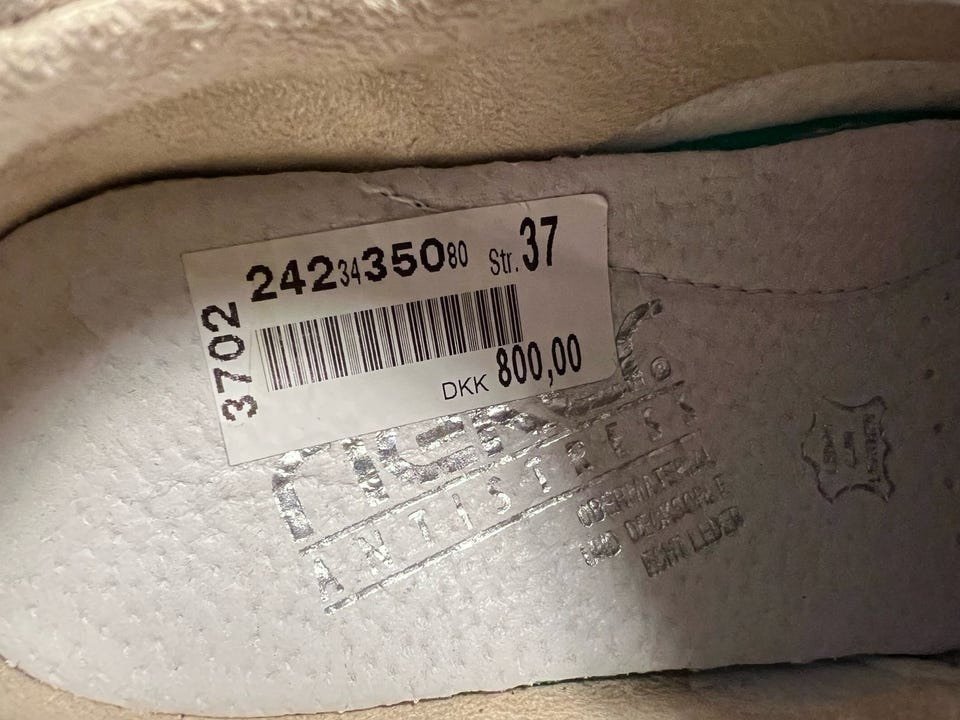 2423435080 Str. 37
3702
DKK 800,00
ANTISTRESS
OBERMATERIAL
UND DECKSOHLE
ECHT LEDER